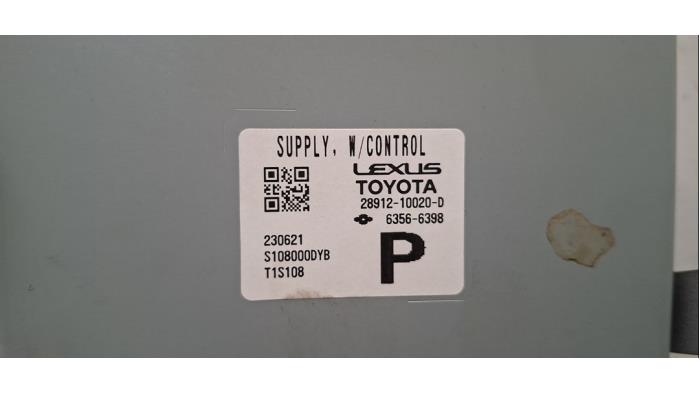 SUPPLY, W/CONTROL
LEXUS
TOYOTA
28912-10020-D
6356-6398
230621
S108000DYB
T1S108
P